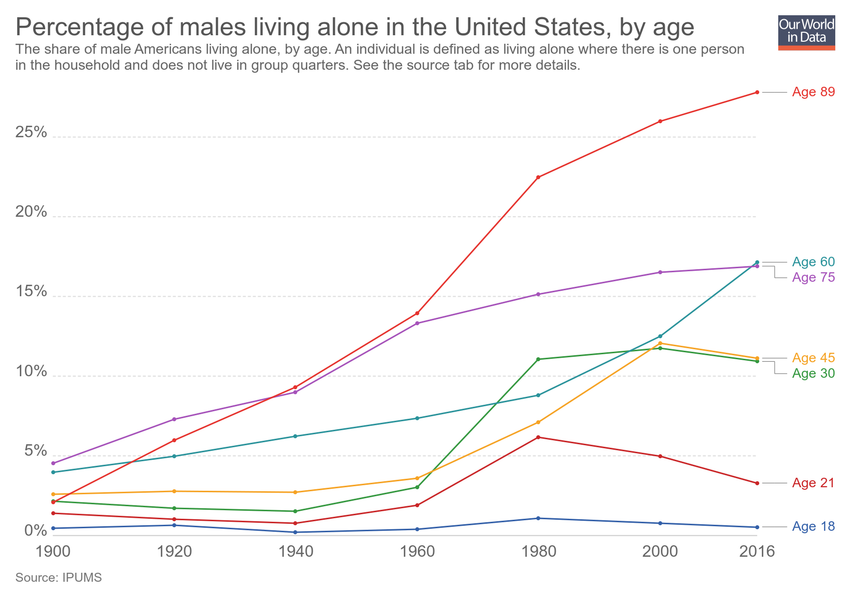 Percentage of males living alone in the United States, by age
Our World
in Data
The share of male Americans living alone, by age. An individual is defined as living alone where there is one person
in the household and does not live in group quarters. See the source tab for more details.
Age 89
25%
20%
Age 60
Age 75
15%
Age 45
10%
Age 30
5%
Age 21
Age 18
0%
1900 1920 1940 1960 1980 2000 2016
Source: IPUMS